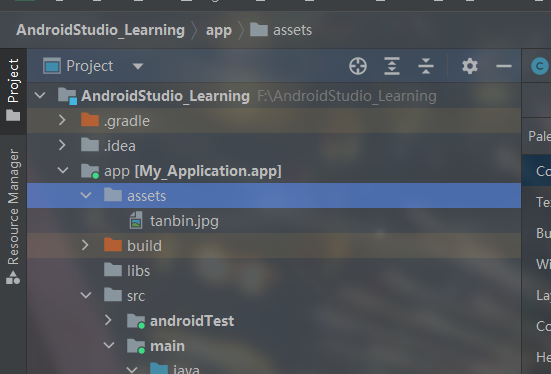 AndroidStudio_Learning app assets
Project
Project
AndroidStudio_Learning F:\AndroidStudio_Learning
.gradle
.idea
app [My_Application.app]
assets
tanbin.jpg
build
libs
src
androidTest
main
java
Resource Manager
C
Pale
Co
Te
Bu
Wi
La
Co
He